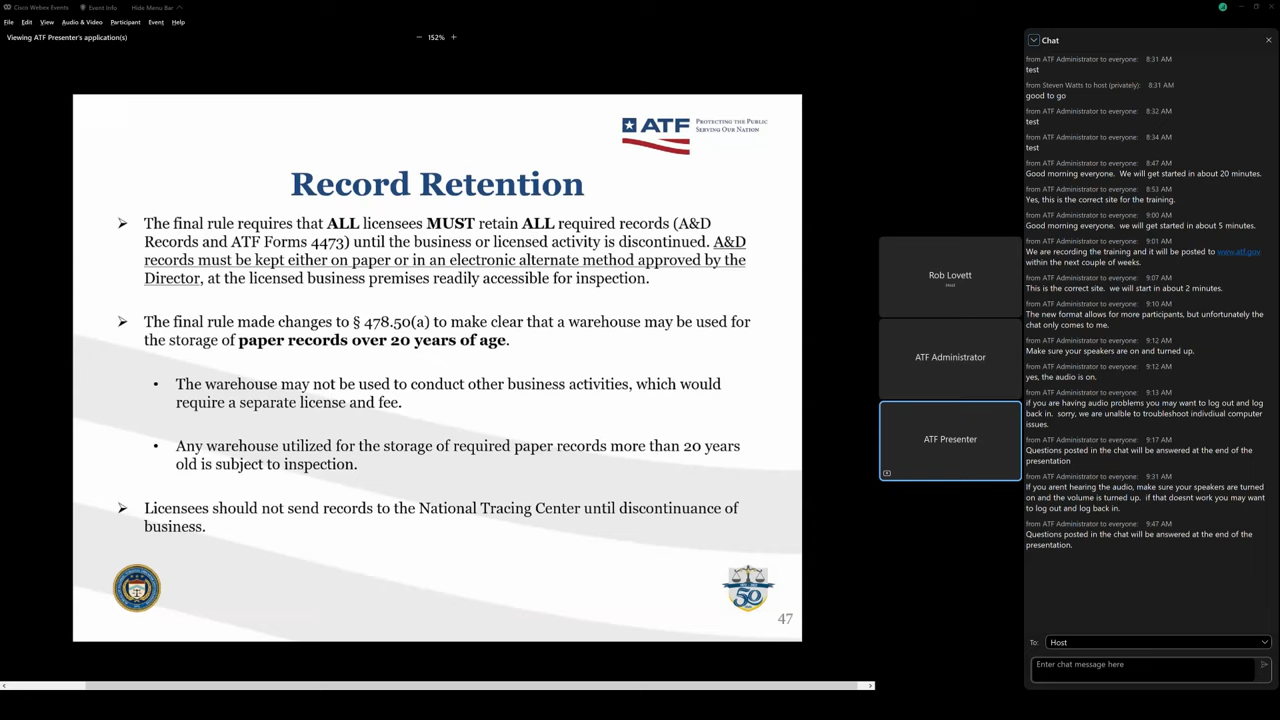 Cisco Webex Events
Event Info
Hide Menu Bar
File Edit View Audio & Video Participant Event Help
Viewing ATF Presenter's application(s)
152%
ATF
PROTECTING THE PUBLIC
SERVING OUR NATION
Record Retention
The final rule requires that ALL licensees MUST retain ALL required records (A&D
Records and ATF Forms 4473) until the business or licensed activity is discontinued. A&D
records must be kept either on paper or in an electronic alternate method approved by the
Director, at the licensed business premises readily accessible for inspection.
The final rule made changes to § 478.50(a) to make clear that a warehouse may be used for
the storage of paper records over 20 years of age.
• The warehouse may not be used to conduct other business activities, which would
require a separate license and fee.
• Any warehouse utilized for the storage of required paper records more than 20 years
old is subject to inspection.
Licensees should not send records to the National Tracing Center until discontinuance of
business.
50
47
Rob Lovett
Host
ATF Administrator
ATF Presenter
Chat
from ATF Administrator to everyone: 8:31 AM
test
from Steven Watts to host (privately): 8:31 AM
good to go
from ATF Administrator to everyone: 8:32 AM
test
from ATF Administrator to everyone: 8:34 AM
test
from ATF Administrator to everyone: 8:47 AM
Good morning everyone. We will get started in about 20 minutes.
from ATF Administrator to everyone: 8:53 AM
Yes, this is the correct site for the training.
from ATF Administrator to everyone: 9:00 AM
Good morning everyone. we will get started in about 5 minutes.
from ATF Administrator to everyone: 9:01 AM
We are recording the training and it will be posted to www.atf.gov
within the next couple of weeks.
from ATF Administrator to everyone: 9:07 AM
This is the correct site. we will start in about 2 minutes.
from ATF Administrator to everyone: 9:10 AM
The new format allows for more participants, but unfortunately the
chat only comes to me.
from ATF Administrator to everyone: 9:12 AM
Make sure your speakers are on and turned up.
from ATF Administrator to everyone: 9:12 AM
yes, the audio is on.
from ATF Administrator to everyone: 9:13 AM
if you are having audio problems you may want to log out and log
back in. sorry, we are unable to troubleshoot indivdiual computer
issues.
from ATF Administrator to everyone: 9:17 AM
Questions posted in the chat will be answered at the end of the
presentation
from ATF Administrator to everyone: 9:31 AM
If you arent hearing the audio, make sure your speakers are turned
on and the volume is turned up. if that doesnt work you may want
to log out and log back in.
from ATF Administrator to everyone: 9:47 AM
Questions posted in the chat will be answered at the end of the
presentation.
To: Host
Enter chat message here